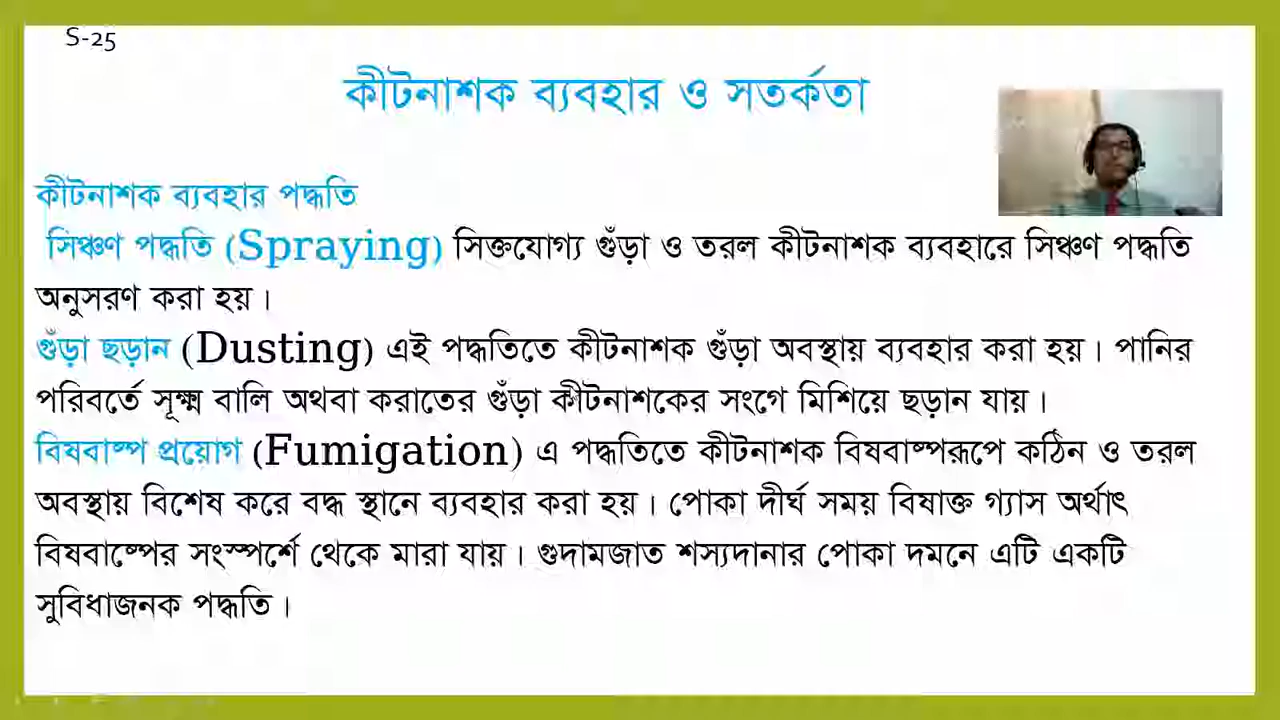 S-25
কীটনাশক ব্যবহার ও সতর্কতা
কীটনাশক ব্যবহার পদ্ধতি
সিঞ্চণ পদ্ধতি (Spraying) সিক্তযোগ্য গুঁড়া ও তরল কীটনাশক ব্যবহারে সিঞ্চণ পদ্ধতি
অনুসরণ করা হয়।
গুঁড়া ছড়ান (Dusting) এই পদ্ধতিতে কীটনাশক গুঁড়া অবস্থায় ব্যবহার করা হয়। পানির
পরিবর্তে সূক্ষ্ম বালি অথবা করাতের গুঁড়া কীটনাশকের সংগে মিশিয়ে ছড়ান যায়।
বিষবাষ্প প্রয়োগ (Fumigation) এ পদ্ধতিতে কীটনাশক বিষবাষ্পরূপে কঠিন ও তরল
অবস্থায় বিশেষ করে বদ্ধ স্থানে ব্যবহার করা হয়। পোকা দীর্ঘ সময় বিষাক্ত গ্যাস অর্থাৎ
বিষবাষ্পের সংস্পর্শে থেকে মারা যায়। গুদামজাত শস্যদানার পোকা দমনে এটি একটি
সুবিধাজনক পদ্ধতি।